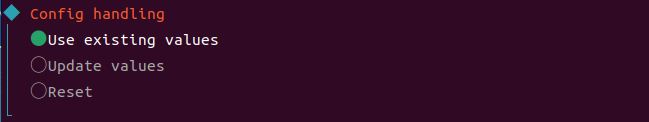 Config handling
Use existing values
Update values
Reset